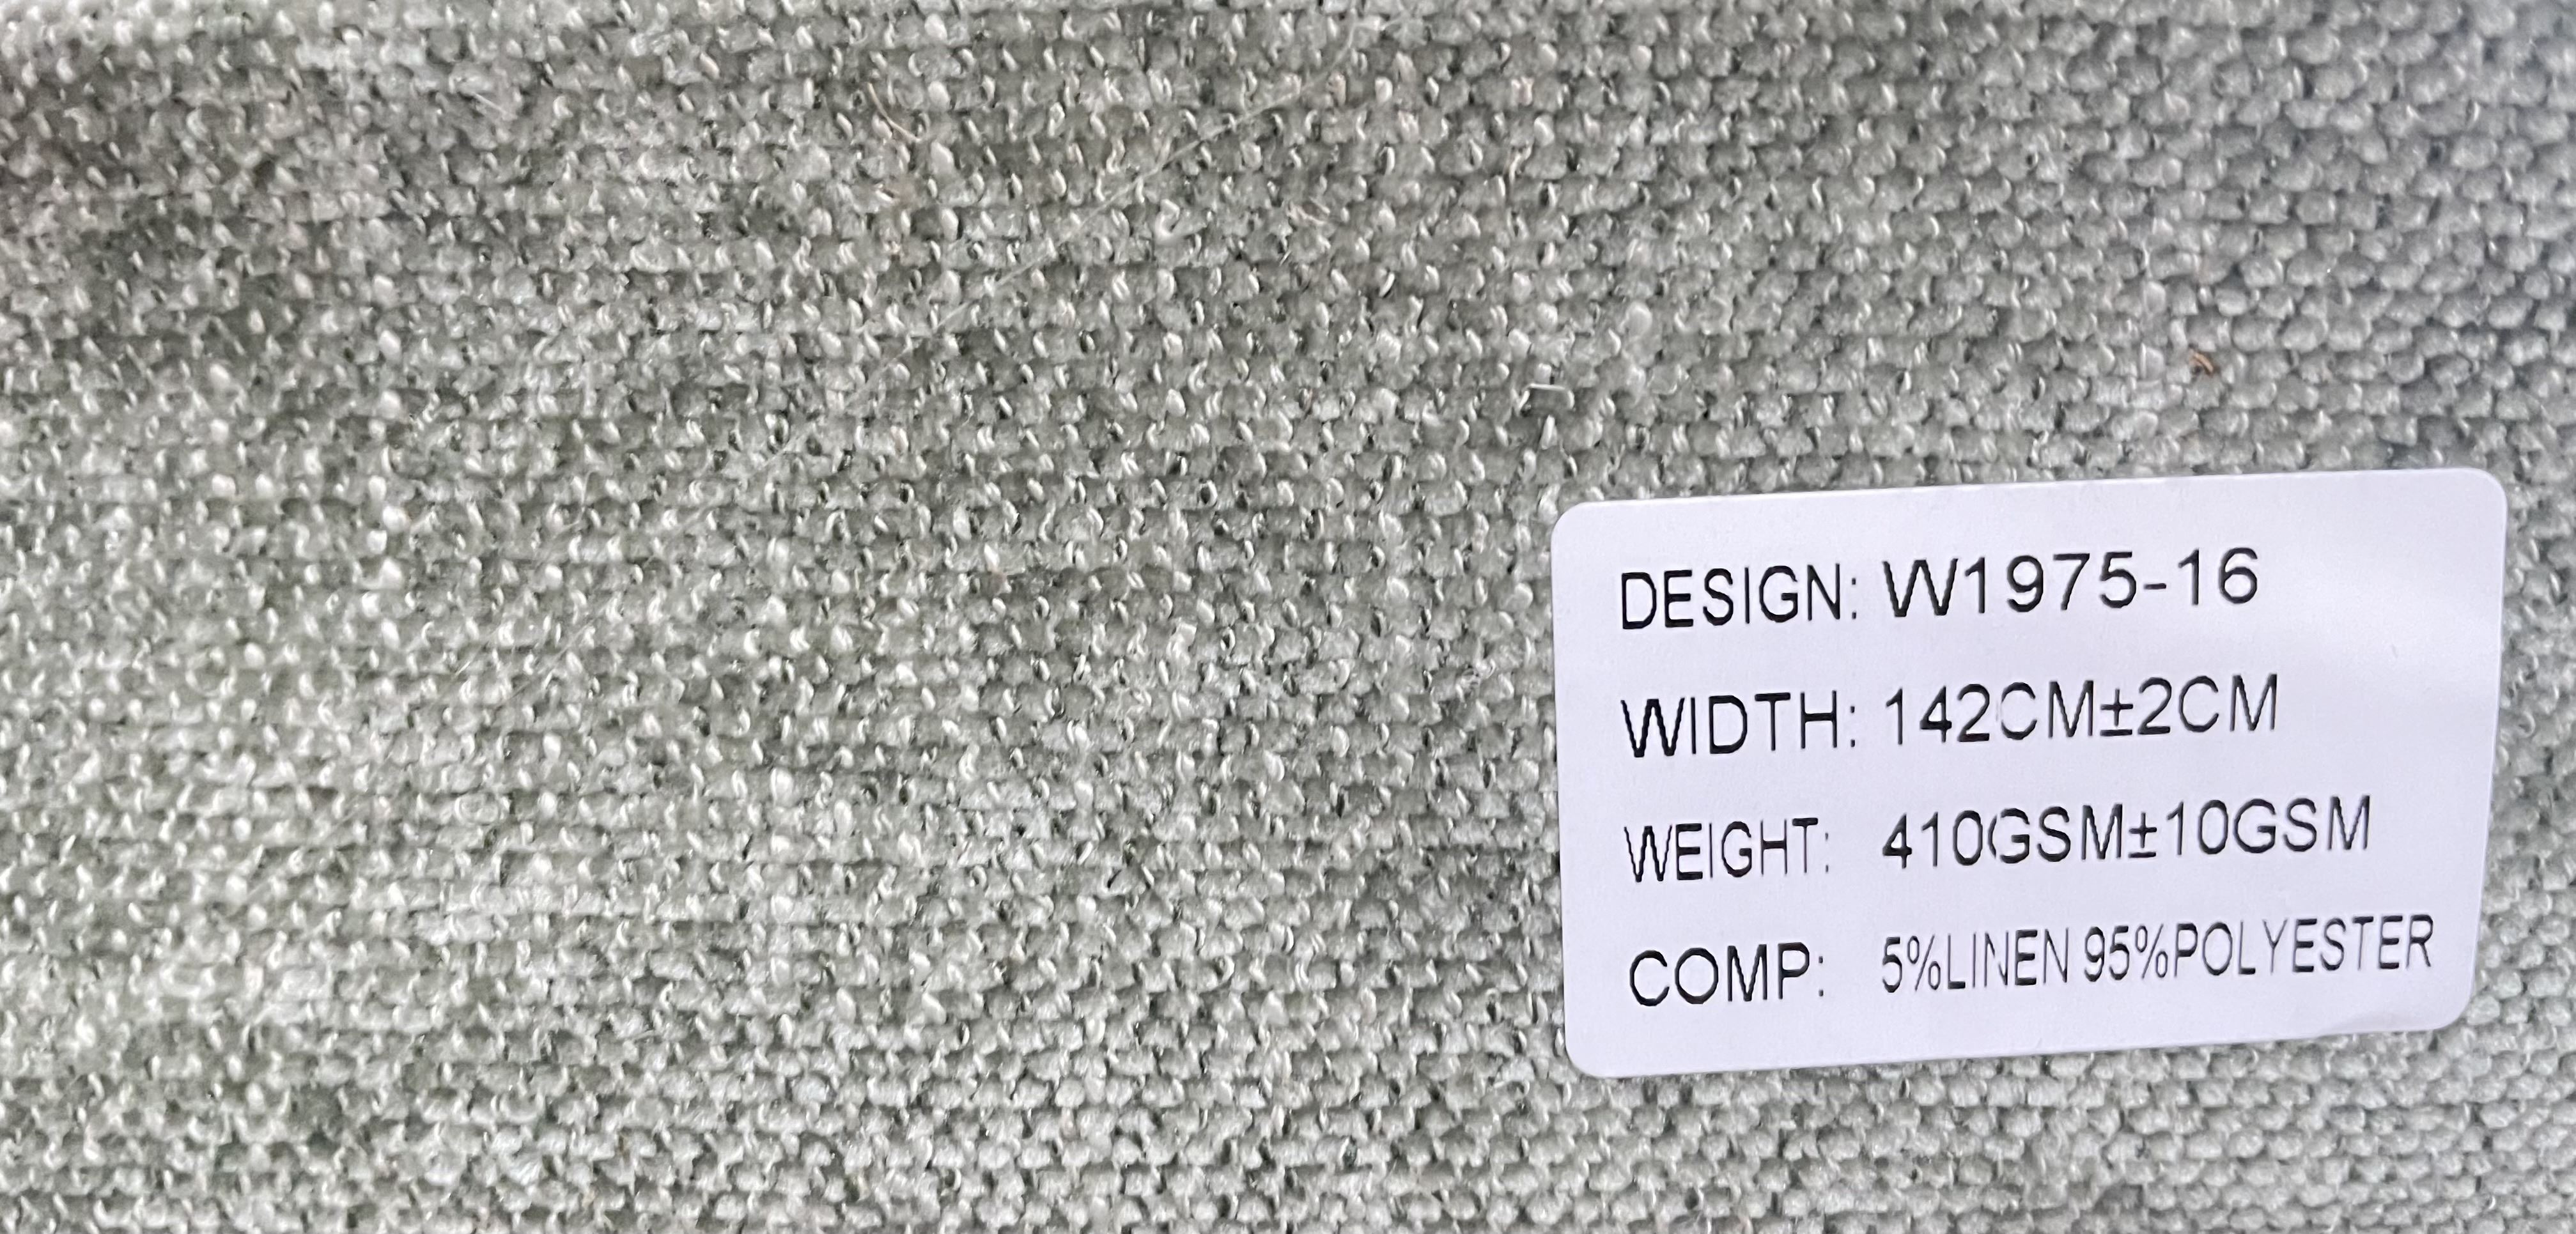 DESIGN: W1975-16
WIDTH: 142CM±2CM
WEIGHT: 410GSM±10GSM
COMP: 5%LINEN 95%POLYESTER